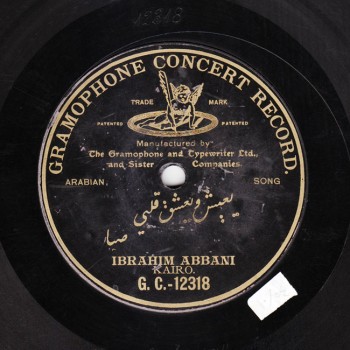 12318
GRAMOPHONE CONCERT RECORD.
TRADE MARK
PATENTED PATENTED
Manufactured by
The Gramophone and Typewriter Ltd.,
and Sister Companies.
ARABIAN, SONG
يعيش ويعشق قلبي
صبا
IBRAHIM ABBANI
KAIRO.
G. C.-12318